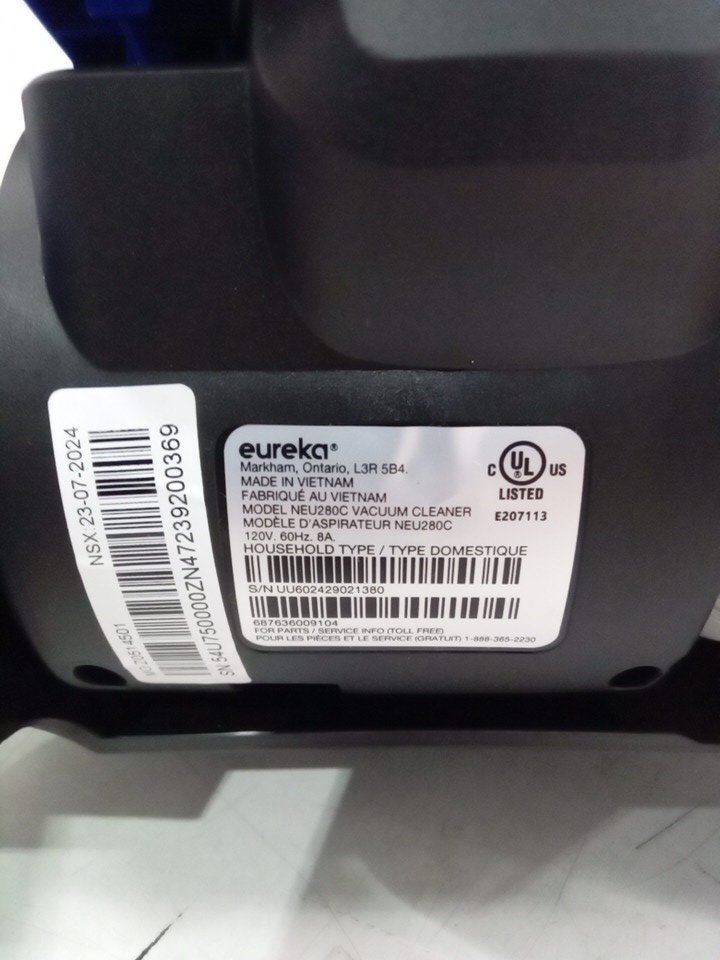 NSX:23-07-2024
MO Z0514501
SN 54U750000ZN47239200369
eureka®
Markham, Ontario, L3R 5B4.
MADE IN VIETNAM
FABRIQUÉ AU VIETNAM
MODEL NEU280C VACUUM CLEANER
MODÈLE D'ASPIRATEUR NEU280C
120V. 60Hz. 8A.
HOUSEHOLD TYPE / TYPE DOMESTIQUE
S/N UU602429021380
687636009104
FOR PARTS / SERVICE INFO (TOLL FREE)
POUR LES PIÈCES ET LE SERVICE (GRATUIT) 1-888-365-2230
C UL US
LISTED
E207113